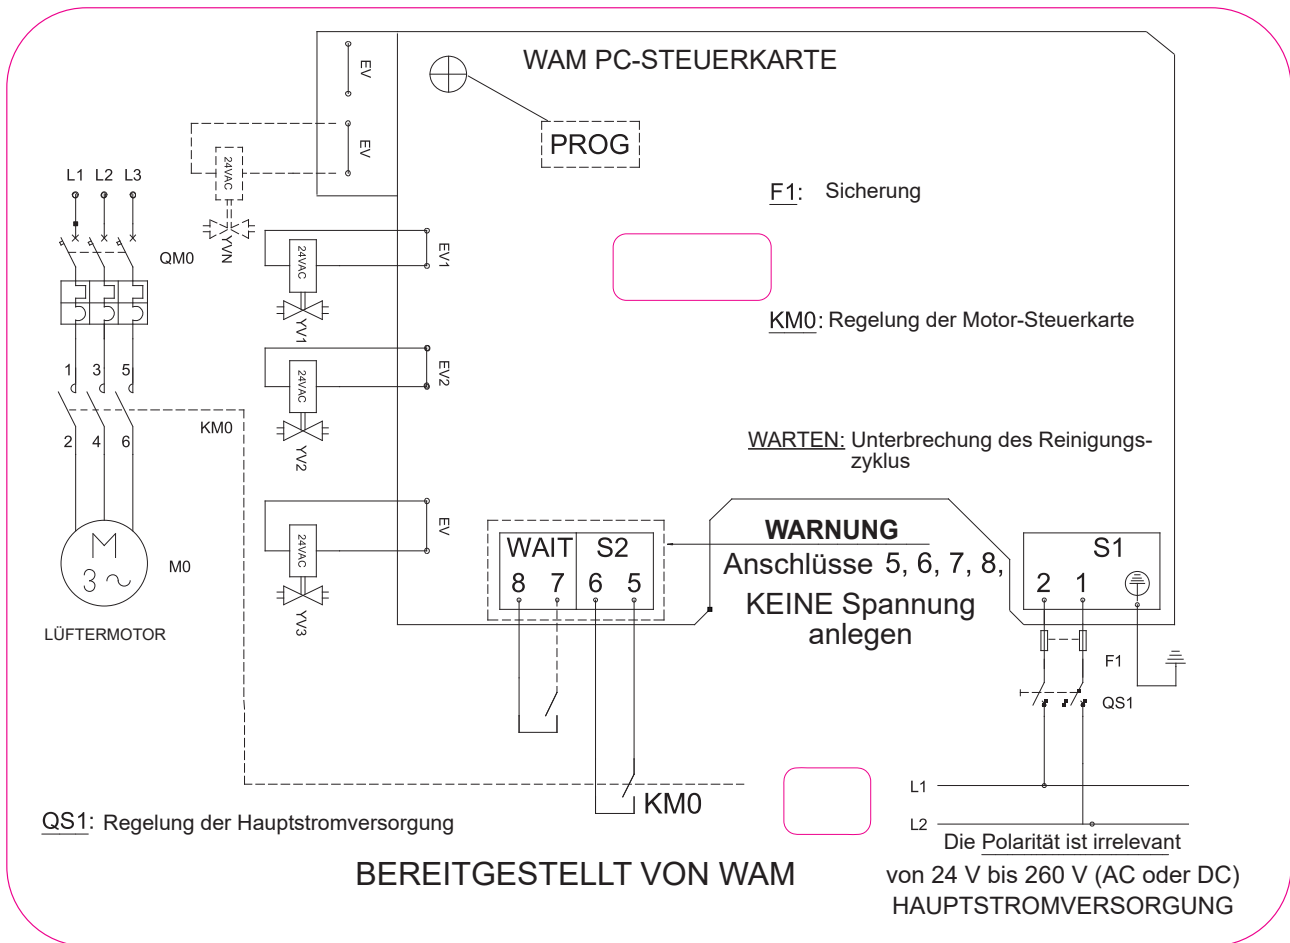 WAM PC-STEUERKARTE
EV
PROG
EV
24VAC
YVN
L1 L2 L3
F1: Sicherung
QM0
EV1
24VAC
YV1
KM0: Regelung der Motor-Steuerkarte
1 3 5
EV2
24VAC
YV2
KM0
2 4 6
WARTEN: Unterbrechung des Reinigungs-
zyklus
EV
24VAC
YV3
M
3 ~
M0
LÜFTERMOTOR
WAIT S2
8 7 6 5
WARNUNG
Anschlüsse 5, 6, 7, 8,
KEINE Spannung
anlegen
S1
2 1
F1
QS1
KM0
L1
L2
QS1: Regelung der Hauptstromversorgung
Die Polarität ist irrelevant
von 24 V bis 260 V (AC oder DC)
HAUPTSTROMVERSORGUNG
BEREITGESTELLT VON WAM